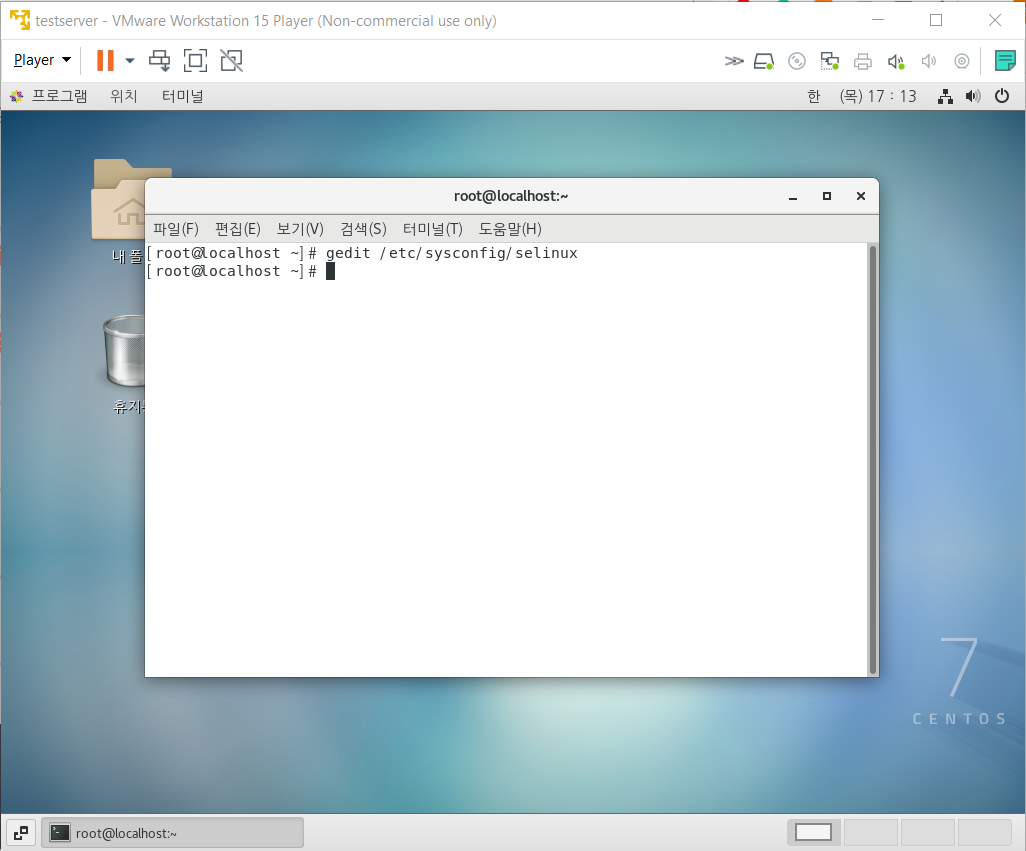 testserver - VMware Workstation 15 Player (Non-commercial use only)
Player
프로그램 위치 터미널 한 (목) 17 : 13
root@localhost:~
파일(F) 편집(E) 보기(V) 검색(S) 터미널(T) 도움말(H)
[root@localhost ~]# gedit /etc/sysconfig/selinux
[root@localhost ~]#
내 폴
휴지
7
CENTOS
root@localhost:~